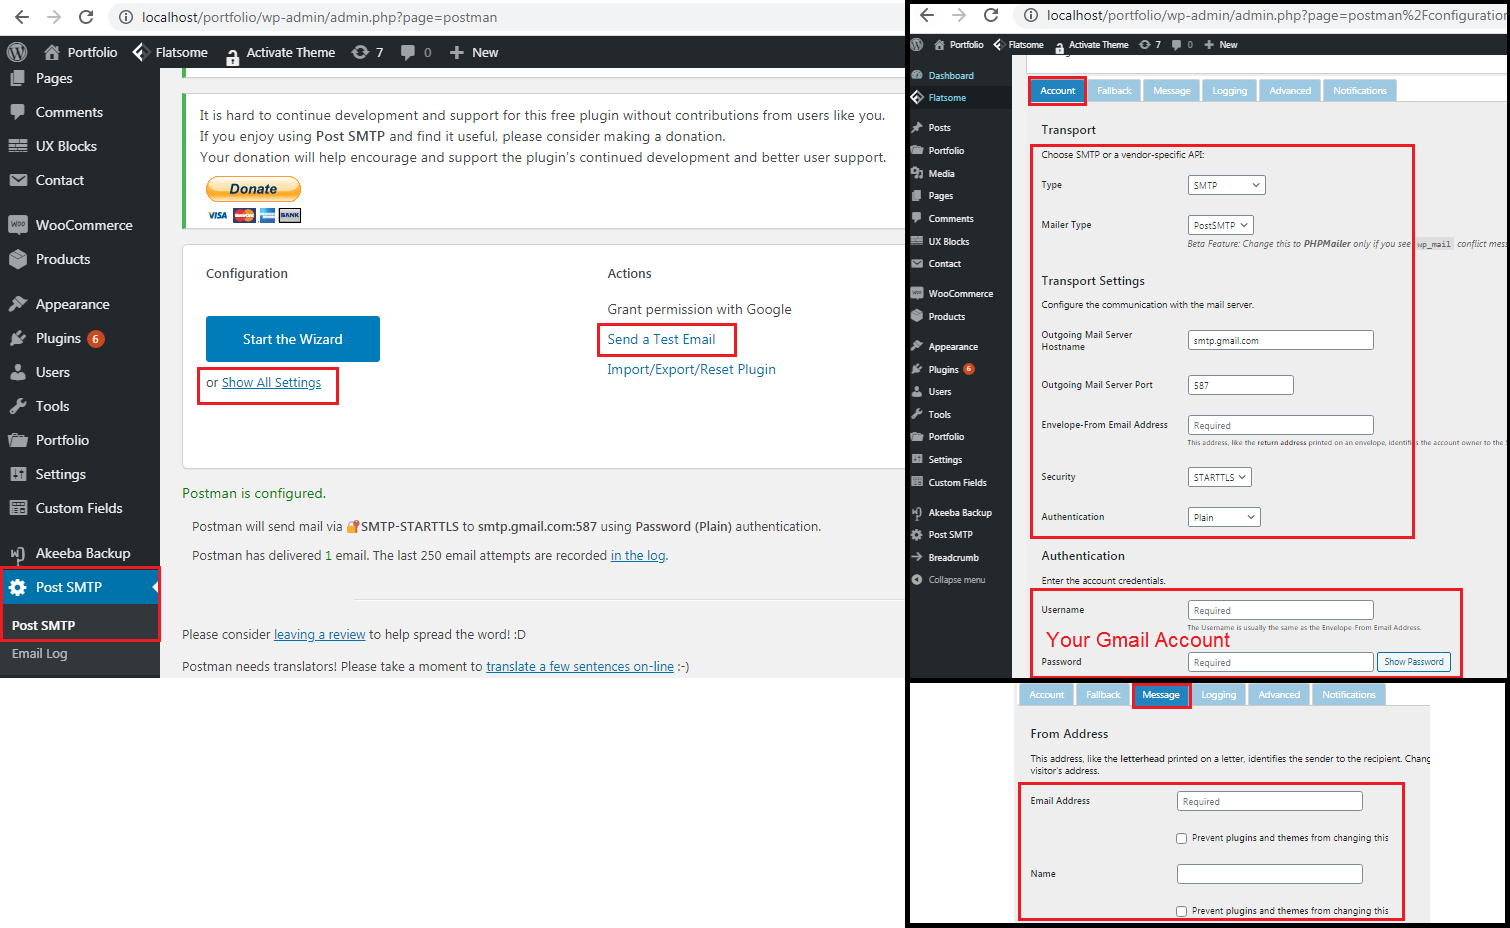 localhost/portfolio/wp-admin/admin.php?page=postman
Portfolio Flatsome Activate Theme 7 0 New
Pages
Comments
UX Blocks
Contact
WooCommerce
Products
Appearance
Plugins 6
Users
Tools
Portfolio
Settings
Custom Fields
Akeeba Backup
Post SMTP
Post SMTP
Email Log
It is hard to continue development and support for this free plugin without contributions from users like you.
If you enjoy using Post SMTP and find it useful, please consider making a donation.
Your donation will help encourage and support the plugin's continued development and better user support.
Donate
VISA BANK
Configuration
Start the Wizard
or Show All Settings
Actions
Grant permission with Google
Send a Test Email
Import/Export/Reset Plugin
Postman is configured.
Postman will send mail via SMTP-STARTTLS to smtp.gmail.com:587 using Password (Plain) authentication.
Postman has delivered 1 email. The last 250 email attempts are recorded in the log.
Please consider leaving a review to help spread the word! :D
Postman needs translators! Please take a moment to translate a few sentences on-line :-)
localhost/portfolio/wp-admin/admin.php?page=postman%2Fconfiguration
Portfolio Flatsome Activate Theme 7 0 New
Dashboard
Flatsome
Posts
Portfolio
Media
Pages
Comments
UX Blocks
Contact
WooCommerce
Products
Appearance
Plugins 6
Users
Tools
Portfolio
Settings
Custom Fields
Akeeba Backup
Post SMTP
Breadcrumb
Collapse menu
Account Fallback Message Logging Advanced Notifications
Transport
Choose SMTP or a vendor-specific API:
Type SMTP
Mailer Type PostSMTP
Beta Feature: Change this to PHPMailer only if you see wp_mail conflict mess
Transport Settings
Configure the communication with the mail server.
Outgoing Mail Server
Hostname smtp.gmail.com
Outgoing Mail Server Port 587
Envelope-From Email Address Required
This address, like the return address printed on an envelope, identifies the account owner to the S
Security STARTTLS
Authentication Plain
Authentication
Enter the account credentials.
Username Required
The Username is usually the same as the Envelope-From Email Address.
Your Gmail Account
Password Required Show Password
Account Fallback Message Logging Advanced Notifications
From Address
This address, like the letterhead printed on a letter, identifies the sender to the recipient. Chang
visitor's address.
Email Address Required
Prevent plugins and themes from changing this
Name
Prevent plugins and themes from changing this